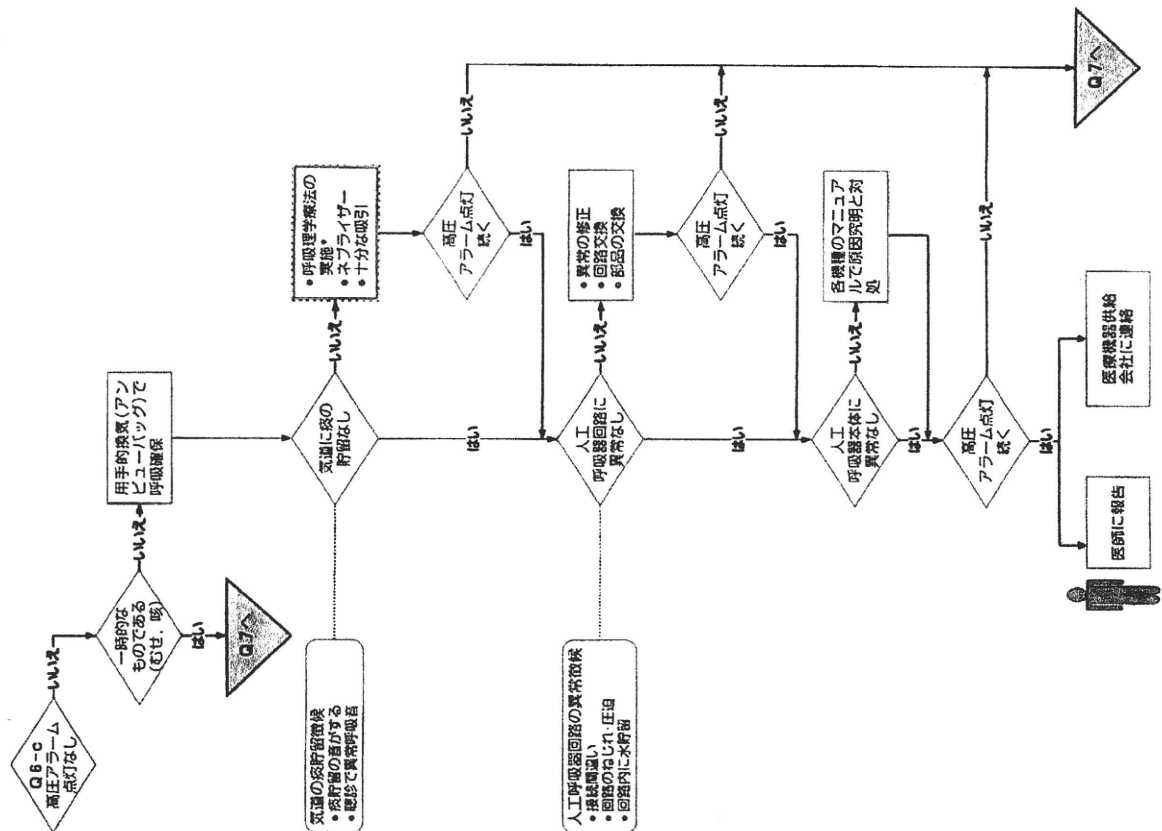 Q6-c
高圧アラーム
点灯なし
いいえ
一時的な
ものである
(むせ、咳)
いいえ
はい
Q7へ
用手的換気(アン
ビューバッグ)で
呼吸確保
気道の痰貯留徴候
• 痰貯留の音がする
• 聴診で異常呼吸音
気道に痰の
貯留なし
いいえ
はい
• 呼吸理学療法の
実施*
• ネブライザー
• 十分な吸引
高圧
アラーム点灯
続く
いいえ
はい
人工呼吸器回路の異常徴候
• 接続間違い
• 回路のねじれ・圧迫
• 回路内に水貯留
人工
呼吸器回路に
異常なし
いいえ
はい
• 異常の修正
• 回路交換
• 部品の交換
高圧
アラーム点灯
続く
いいえ
はい
人工
呼吸器本体に
異常なし
いいえ
はい
各機種のマニュア
ルで原因究明と対
処
高圧
アラーム点灯
続く
いいえ
はい
医師に報告
医療機器供給
会社に連絡
Q7へ